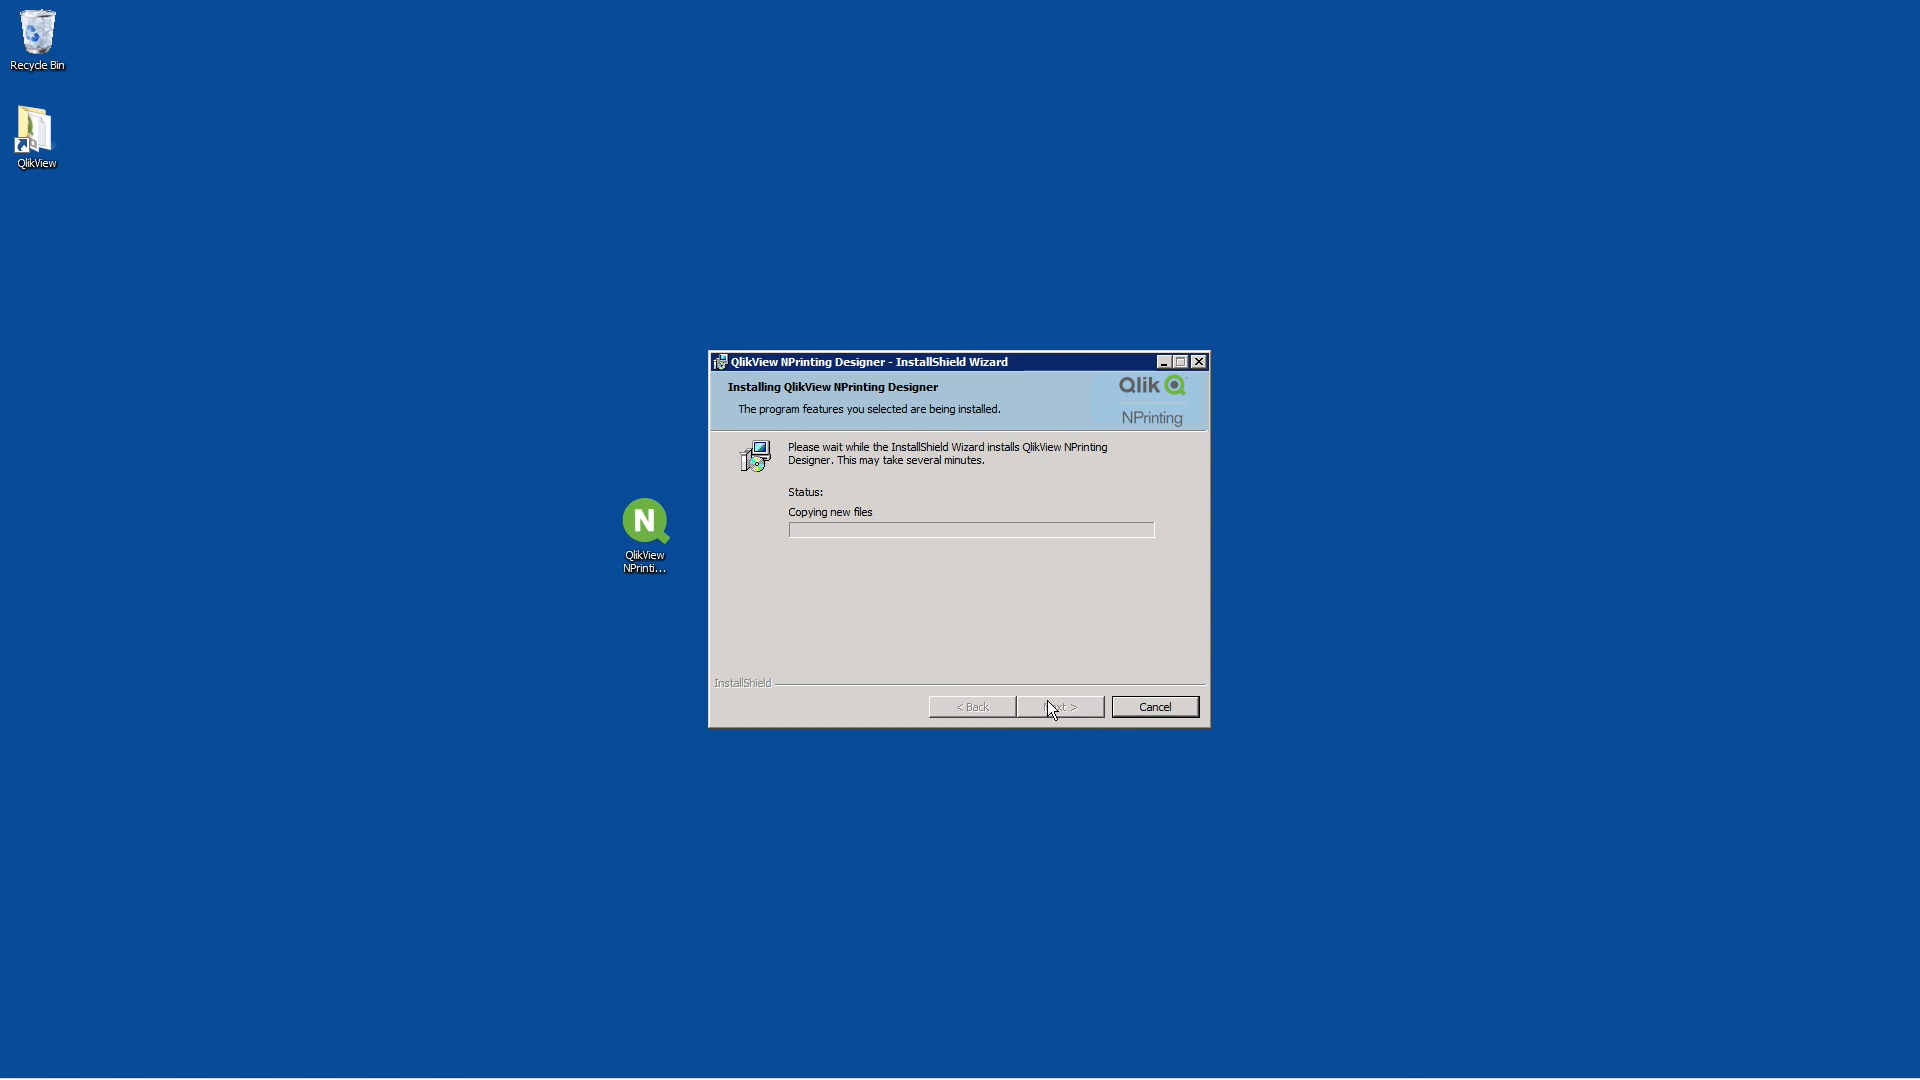 Recycle Bin
QlikView
QlikView NPrinting Designer - InstallShield Wizard
Installing QlikView NPrinting Designer
The program features you selected are being installed.
Qlik
NPrinting
Please wait while the InstallShield Wizard installs QlikView NPrinting
Designer. This may take several minutes.
Status:
Copying new files
N
QlikView
NPrinti...
InstallShield
< Back
>
Cancel